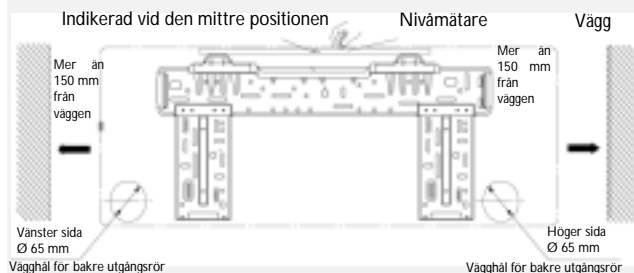 Indikerad vid den mittre positionen Nivåmätare Vägg
Mer än
150 mm
från
väggen
Mer än
150 mm
från
väggen
Vänster sida
Ø 65 mm
Vägghål för bakre utgångsrör
Höger sida
Ø 65 mm
Vägghål för bakre utgångsrör